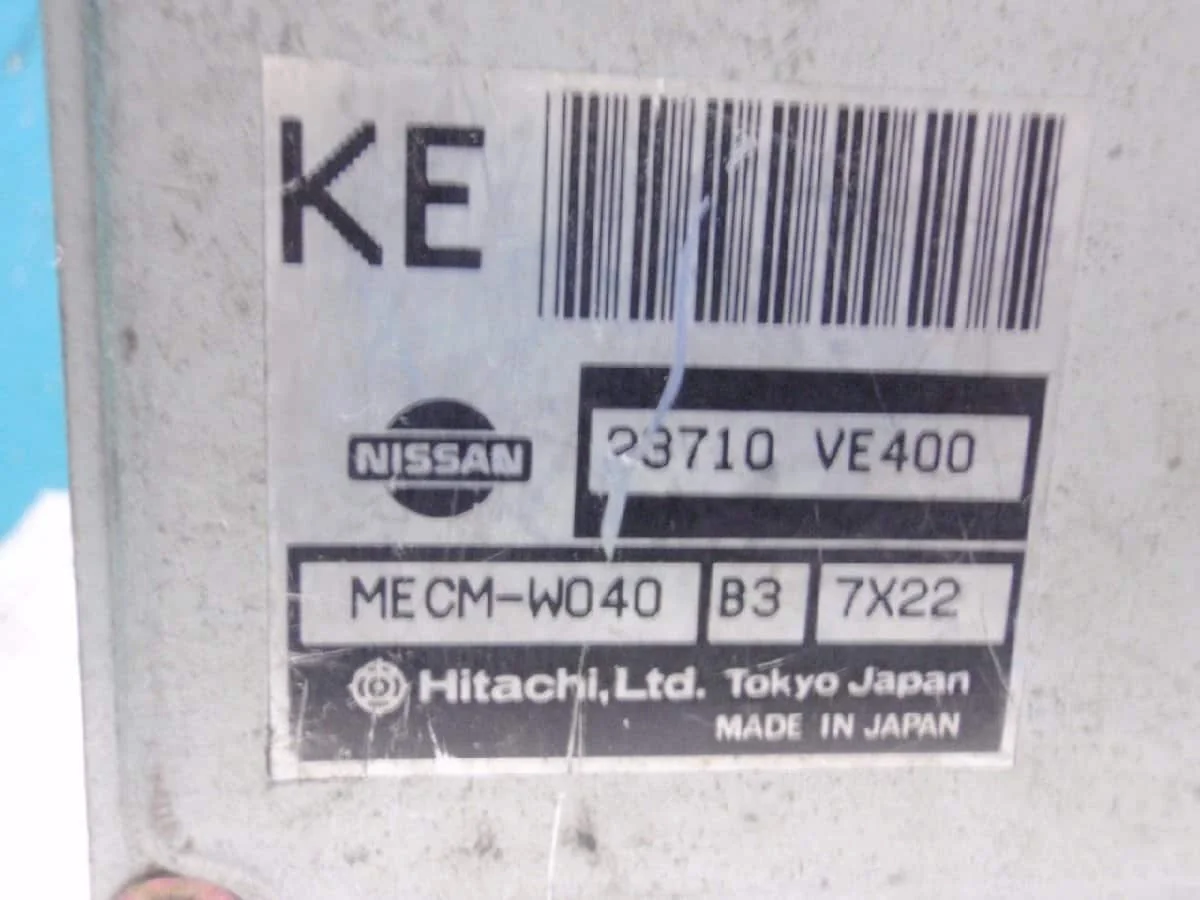 KE
NISSAN
23710 VE400
MECM-W040 B3 7X22
Hitachi, Ltd. Tokyo Japan
MADE IN JAPAN